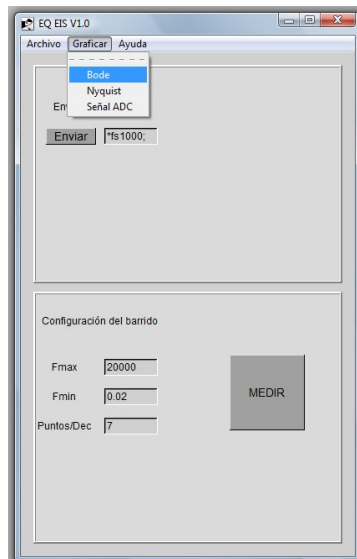 EQ EIS V1.0
Archivo Graficar Ayuda
Bode
Nyquist
Señal ADC
Enviar *fs1000;
Configuración del barrido
Fmax 20000
Fmin 0.02
Puntos/Dec 7
MEDIR